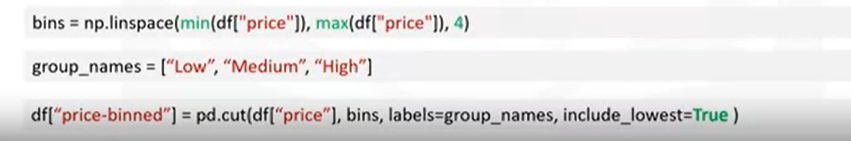 bins = np.linspace(min(df["price"]), max(df["price"]), 4)
group_names = [“Low”, “Medium”, “High”]
df[“price-binned”] = pd.cut(df[“price”], bins, labels=group_names, include_lowest=True )